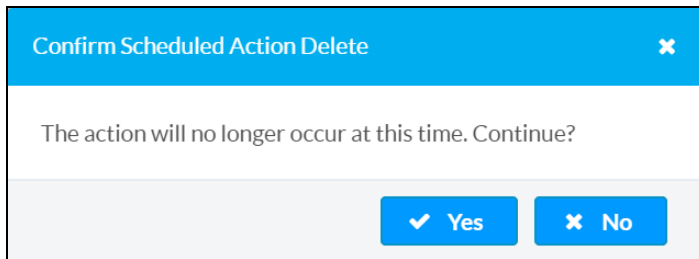 Confirm Scheduled Action Delete
The action will no longer occur at this time. Continue?
Yes No